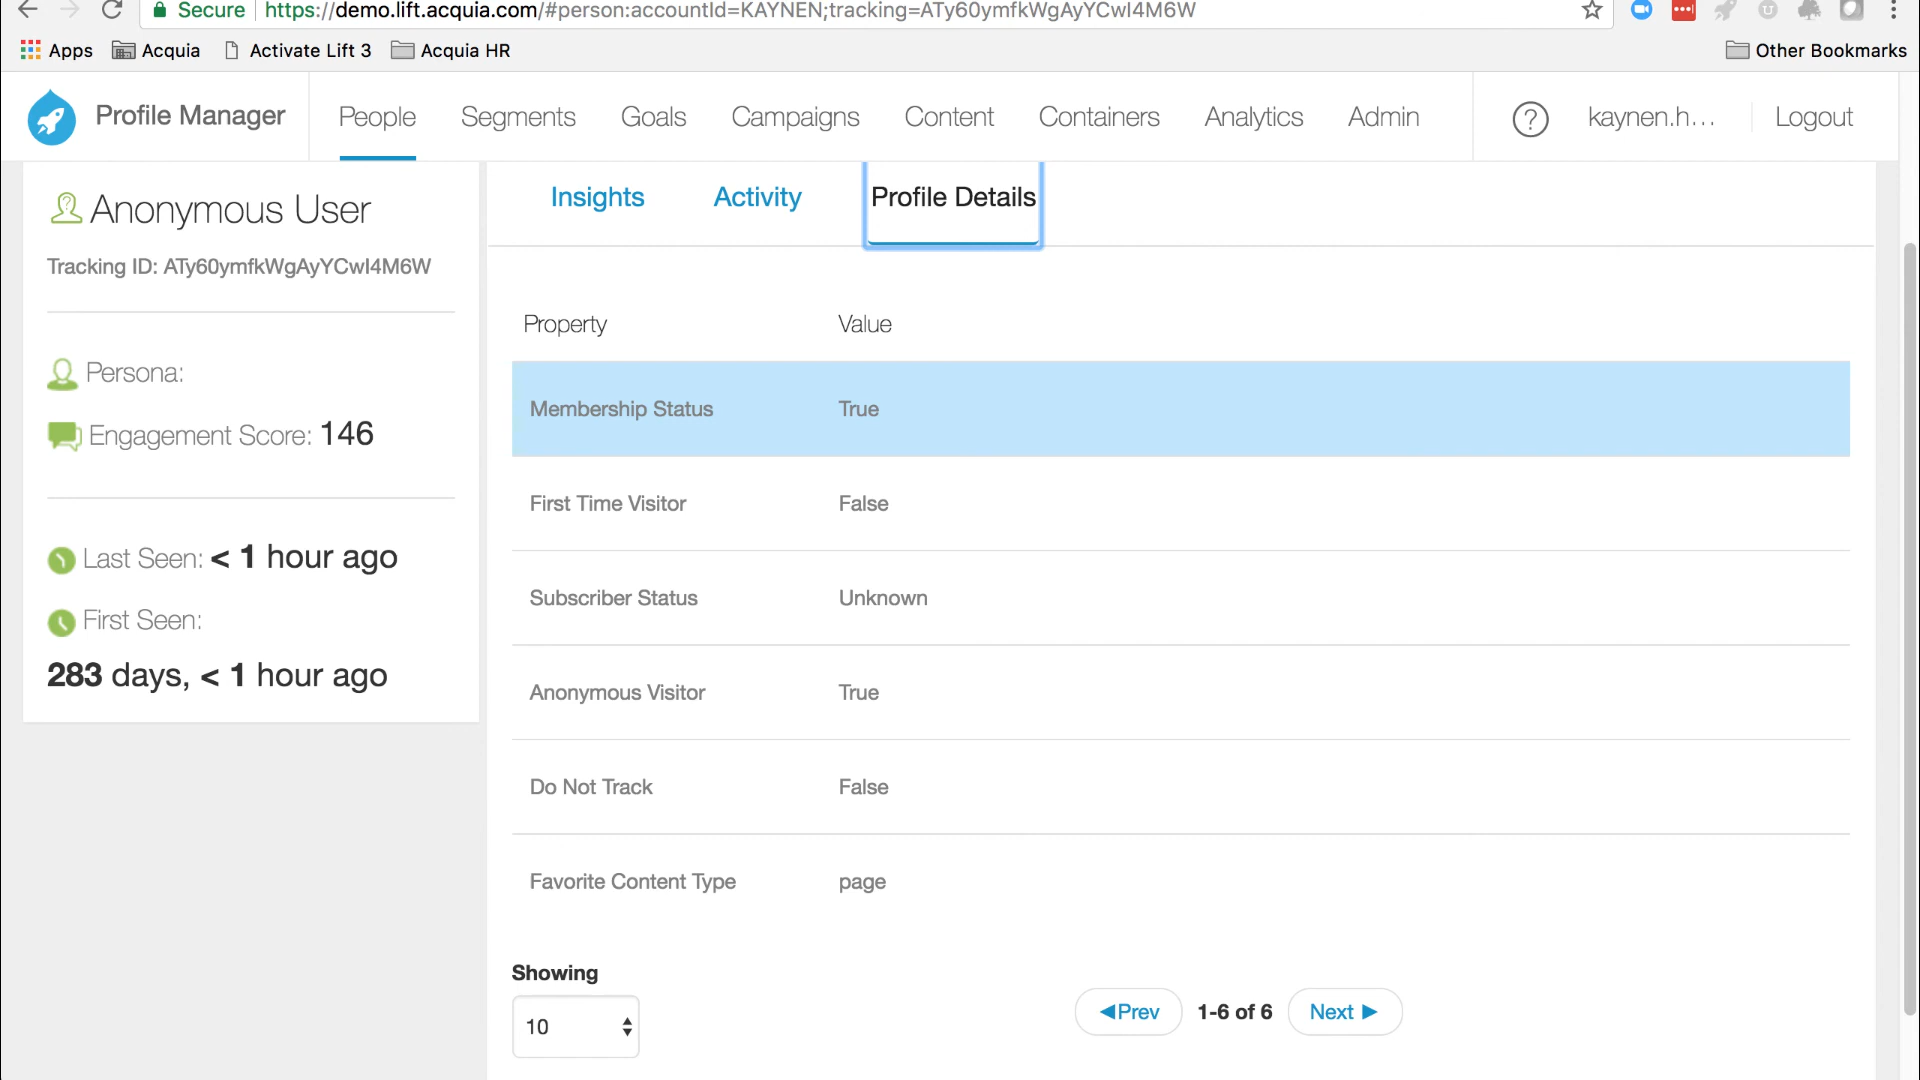 Secure https://demo.lift.acquia.com/#person:accountId=KAYNEN;tracking=ATy60ymfkWgAyYCwI4M6W
Apps Acquia Activate Lift 3 Acquia HR Other Bookmarks
Profile Manager People Segments Goals Campaigns Content Containers Analytics Admin ? kaynen.h... Logout
Anonymous User
Tracking ID: ATy60ymfkWgAyYCwI4M6W
Persona:
Engagement Score: 146
Last Seen: < 1 hour ago
First Seen:
283 days, < 1 hour ago
Insights Activity Profile Details
Property Value
Membership Status True
First Time Visitor False
Subscriber Status Unknown
Anonymous Visitor True
Do Not Track False
Favorite Content Type page
Showing
10
◀Prev 1-6 of 6 Next ▶